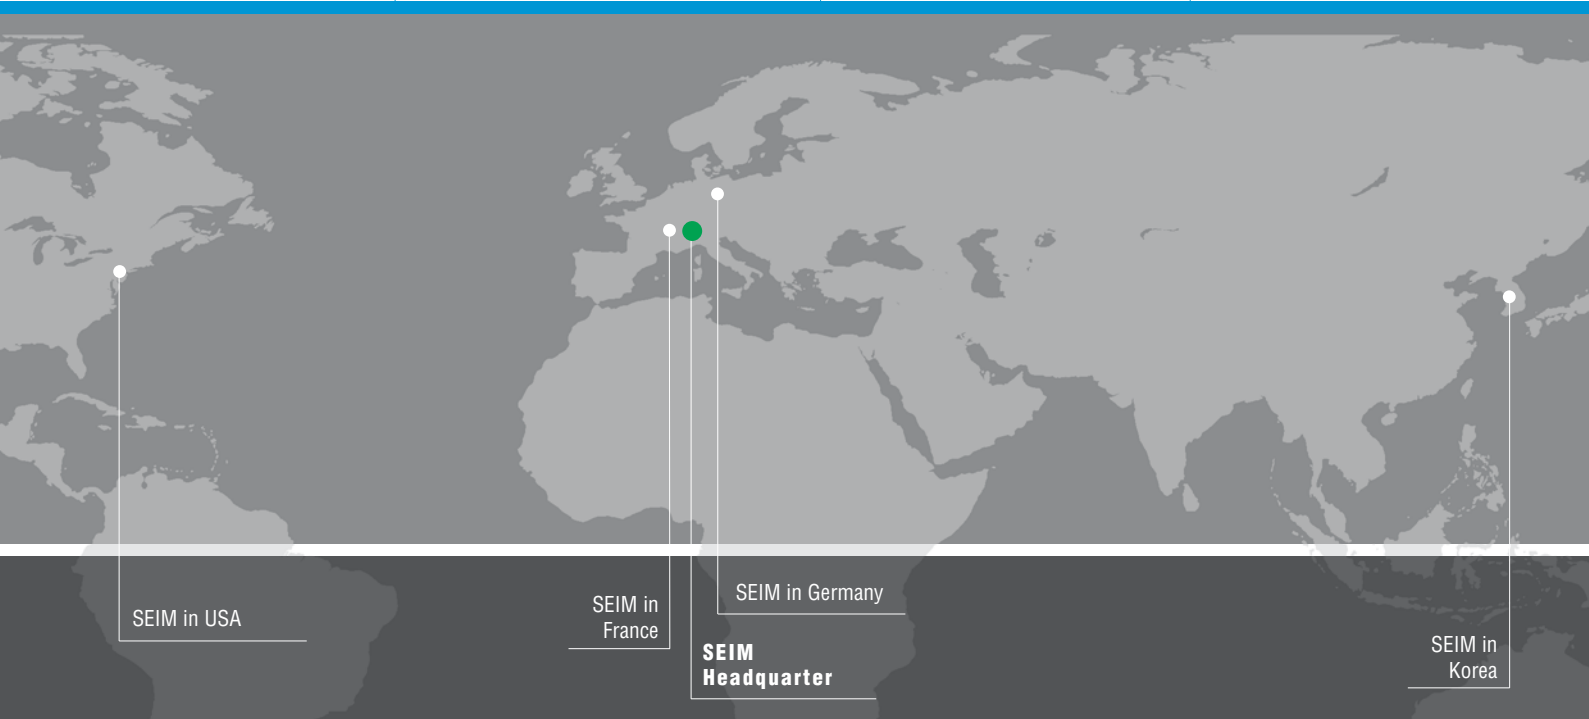 SEIM in USA
SEIM in
France
SEIM in Germany
SEIM
Headquarter
SEIM in
Korea